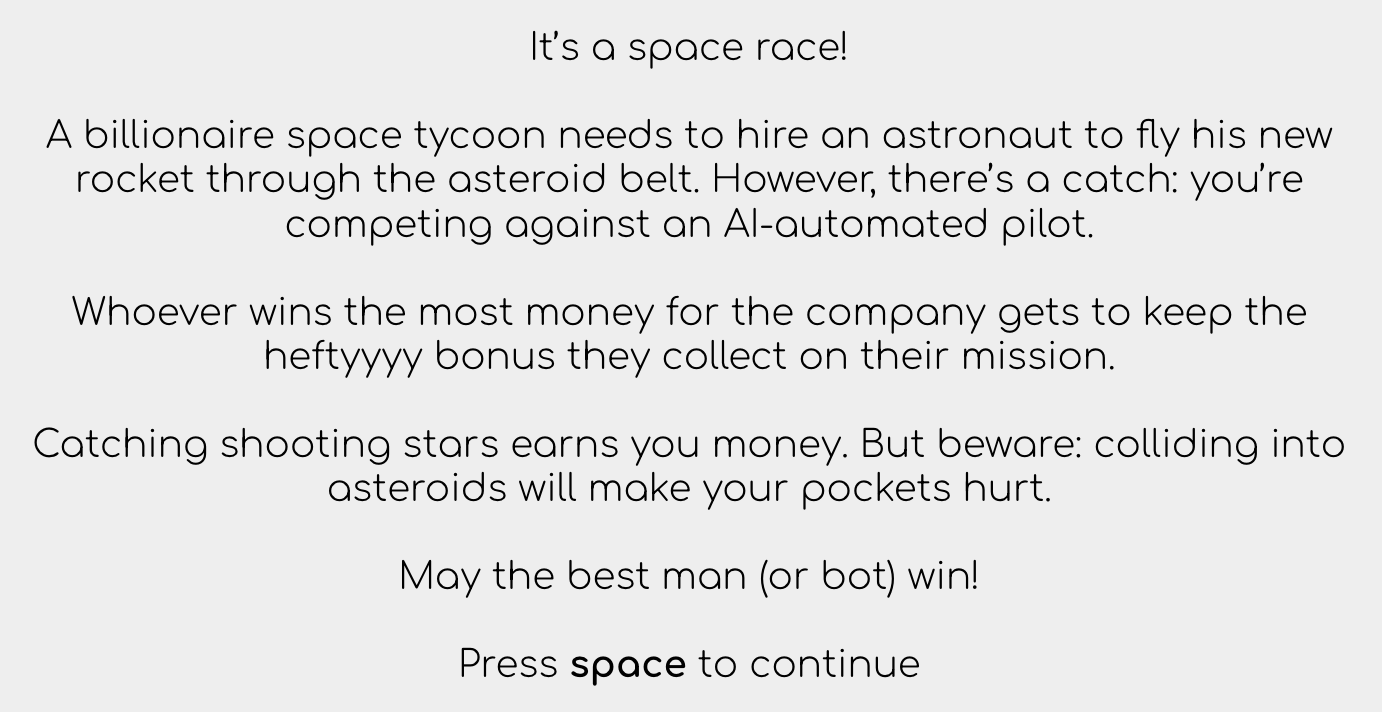 It’s a space race!
A billionaire space tycoon needs to hire an astronaut to fly his new
rocket through the asteroid belt. However, there’s a catch: you’re
competing against an AI-automated pilot.
Whoever wins the most money for the company gets to keep the
heftyyyy bonus they collect on their mission.
Catching shooting stars earns you money. But beware: colliding into
asteroids will make your pockets hurt.
May the best man (or bot) win!
Press space to continue